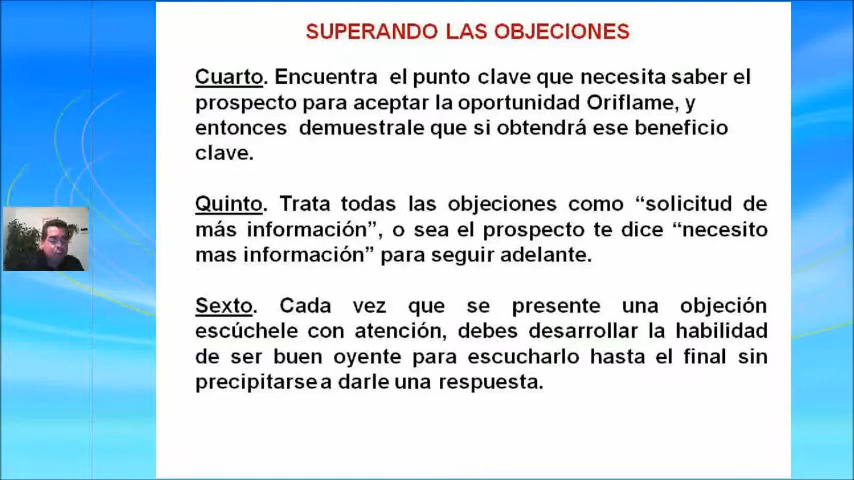 SUPERANDO LAS OBJECIONES
Cuarto. Encuentra el punto clave que necesita saber el
prospecto para aceptar la oportunidad Oriflame, y
entonces demuestrale que si obtendrá ese beneficio
clave.
Quinto. Trata todas las objeciones como “solicitud de
más información”, o sea el prospecto te dice “necesito
mas información” para seguir adelante.
Sexto. Cada vez que se presente una objeción
escúchele con atención, debes desarrollar la habilidad
de ser buen oyente para escucharlo hasta el final sin
precipitarse a darle una respuesta.